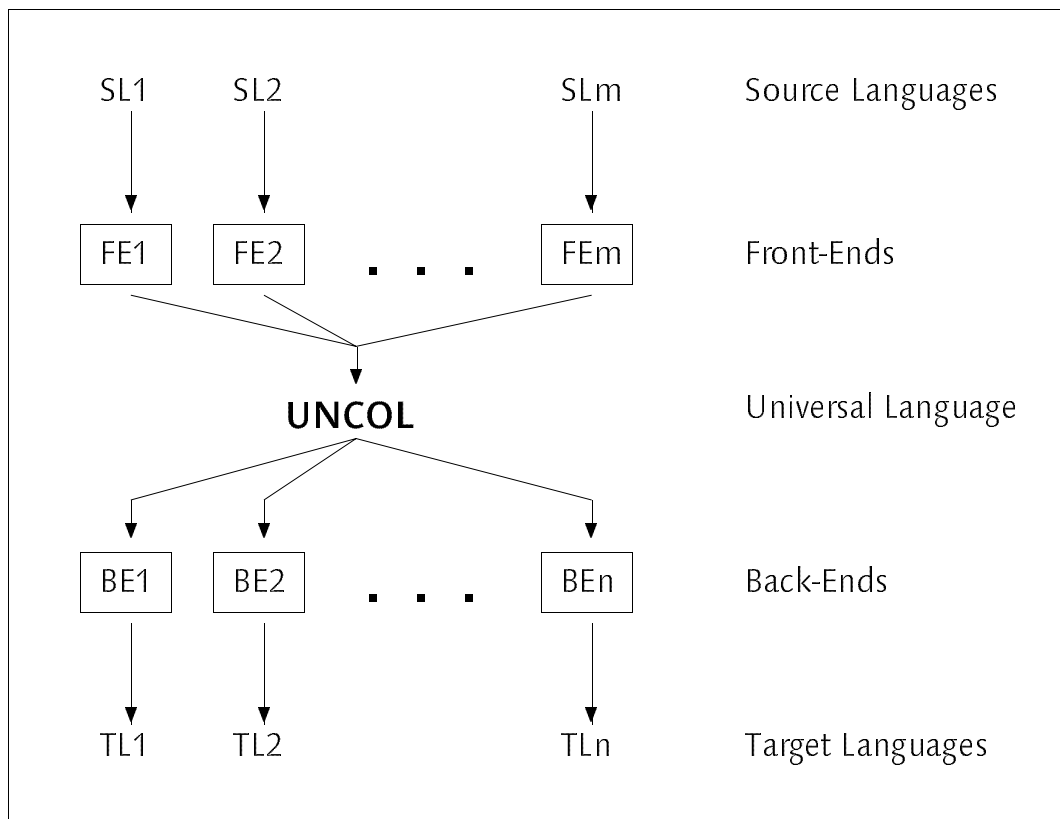 SL1 SL2 SLm Source Languages
FE1 FE2 . . . FEm Front-Ends
UNCOL Universal Language
BE1 BE2 . . . BEn Back-Ends
TL1 TL2 TLn Target Languages